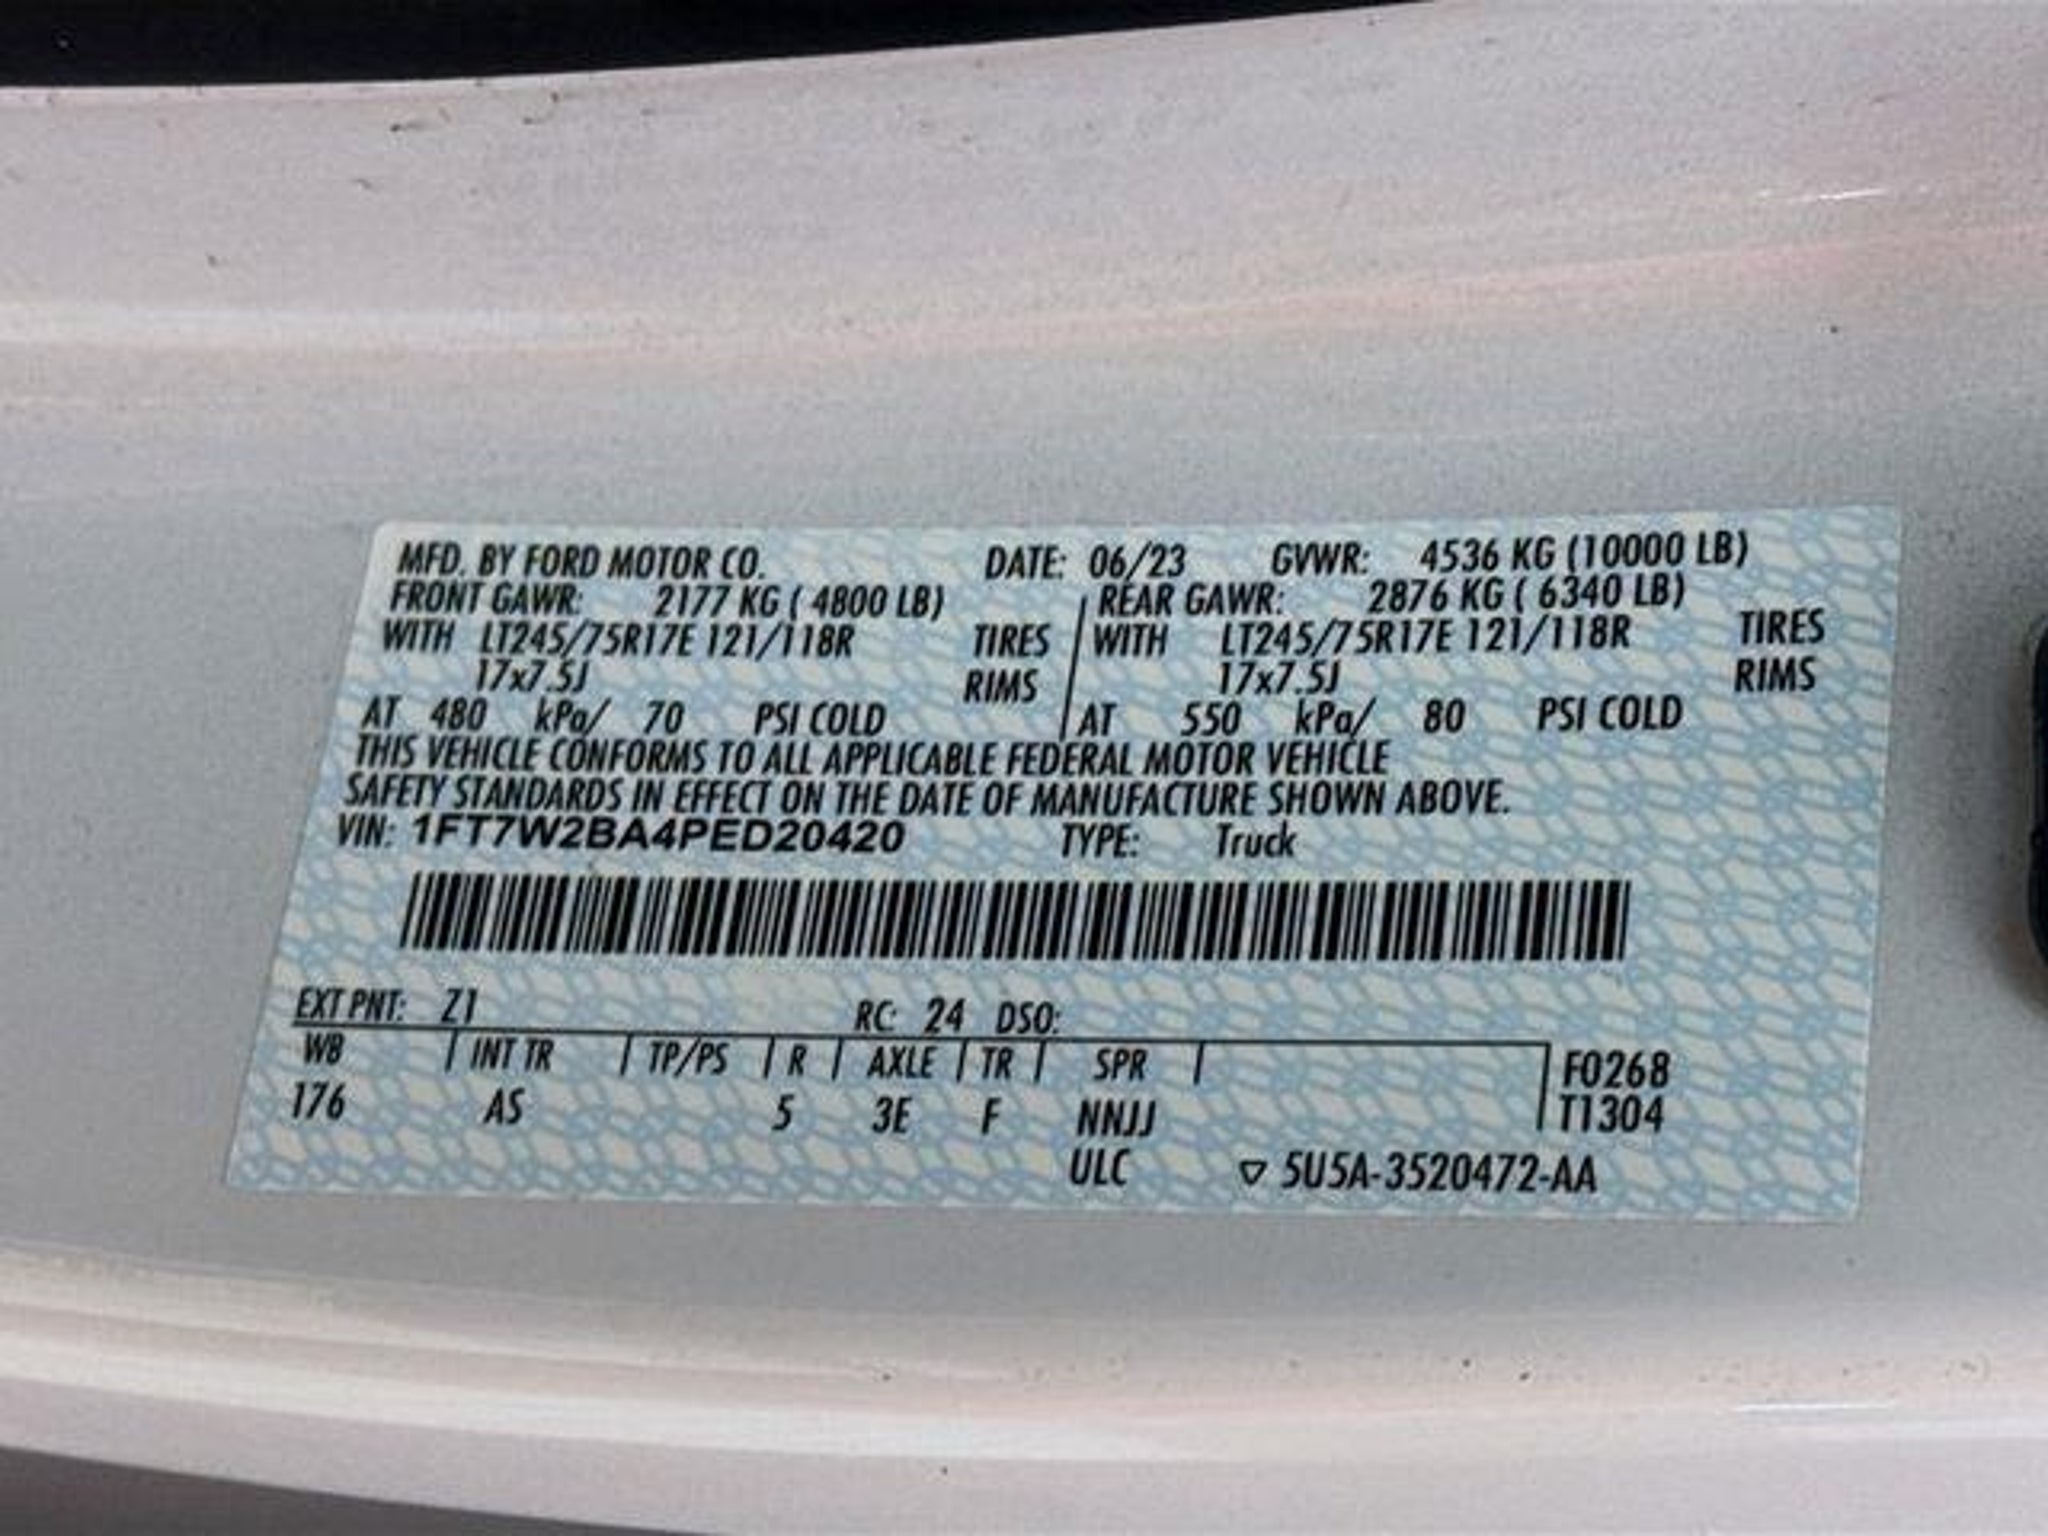 MFD. BY FORD MOTOR CO. DATE: 06/23 GVWR: 4536 KG (10000 LB)
FRONT GAWR: 2177 KG ( 4800 LB) REAR GAWR: 2876 KG ( 6340 LB)
WITH LT245/75R17E 121/118R TIRES WITH LT245/75R17E 121/118R TIRES
17x7.5J RIMS 17x7.5J RIMS
AT 480 kPa/ 70 PSI COLD AT 550 kPa/ 80 PSI COLD
THIS VEHICLE CONFORMS TO ALL APPLICABLE FEDERAL MOTOR VEHICLE
SAFETY STANDARDS IN EFFECT ON THE DATE OF MANUFACTURE SHOWN ABOVE.
VIN: 1FT7W2BA4PED20420 TYPE: Truck
EXT PNT: Z1 RC: 24 DSO:
WB INT TR TP/PS R AXLE TR SPR F0268
176 AS 5 3E F NNJJ T1304
ULC ▽ 5U5A-3520472-AA